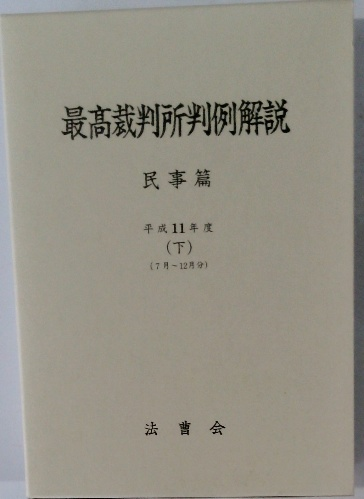 最高裁判所判例解説
民事篇
平成11年度
(下)
(7月~12月分)
法曹会